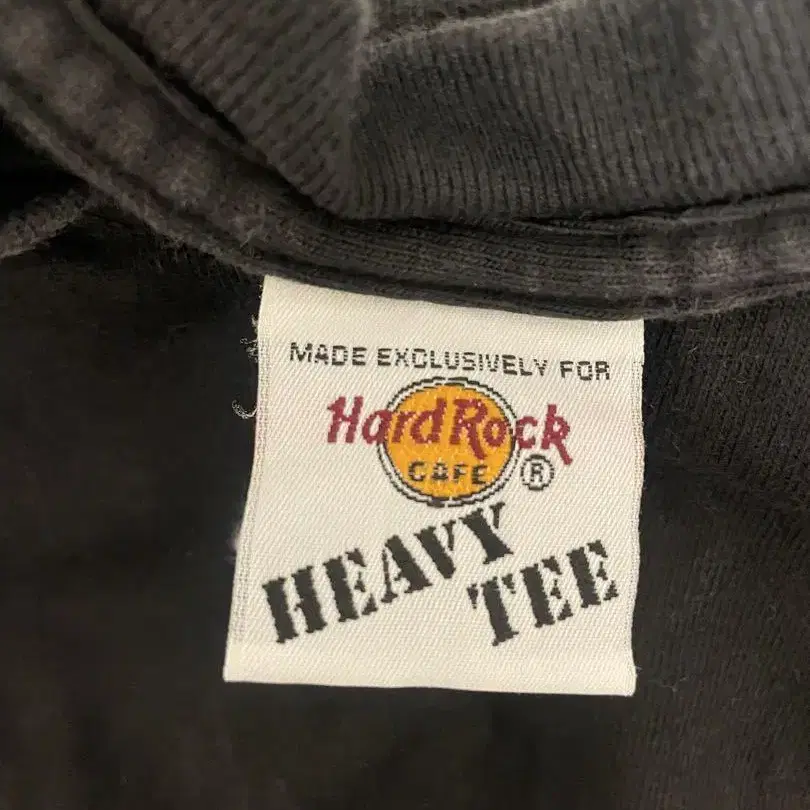 MADE EXCLUSIVELY FOR
Hard Rock
CAFE ®
HEAVY
TEE